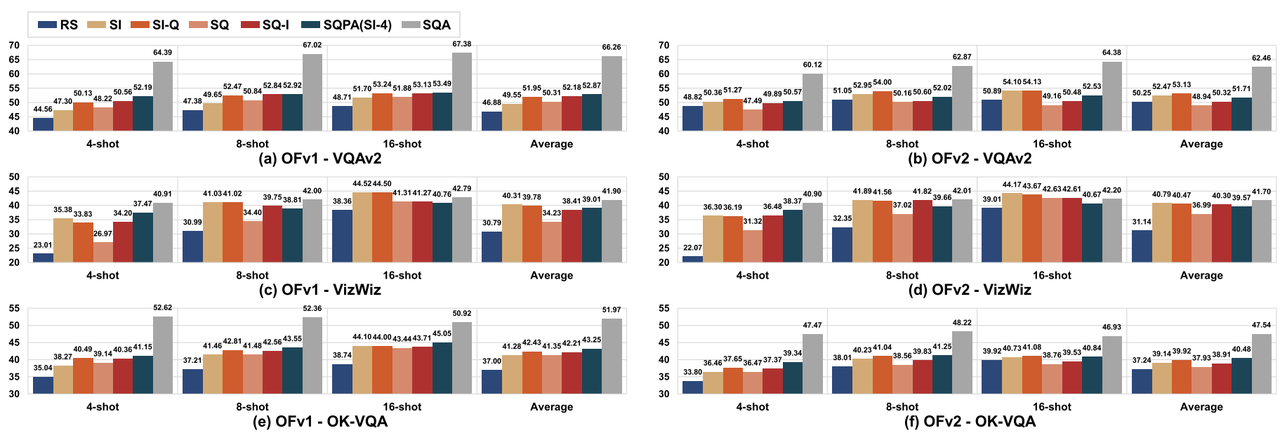 RS SI SI-Q SQ SQ-I SQPA(SI-4) SQA
70
65
60
55
50
45
40
44.56 47.30 50.13 48.22 50.56 52.19 64.39
47.38 49.65 52.47 50.84 52.84 52.92 67.02
48.71 51.70 53.24 51.88 53.13 53.49 67.38
46.88 49.55 51.95 50.31 52.18 52.87 66.26
4-shot 8-shot 16-shot Average
(a) OFv1 - VQAv2
70
65
60
55
50
45
40
48.82 50.36 51.27 47.49 49.89 50.57 60.12
51.05 52.95 54.00 50.16 50.60 52.02 62.87
50.89 54.10 54.13 49.16 50.48 52.53 64.38
50.25 52.47 53.13 48.94 50.32 51.71 62.46
4-shot 8-shot 16-shot Average
(b) OFv2 - VQAv2
50
45
40
35
30
25
20
23.01 35.38 33.83 26.97 34.20 37.47 40.91
30.99 41.03 41.02 34.40 39.75 38.81 42.00
38.36 44.52 44.50 41.31 41.27 40.76 42.79
30.79 40.31 39.78 34.23 38.41 39.01 41.90
4-shot 8-shot 16-shot Average
(c) OFv1 - VizWiz
50
45
40
35
30
25
20
22.07 36.30 36.19 31.32 36.48 38.37 40.90
32.35 41.89 41.56 37.02 41.82 39.66 42.01
39.01 44.17 43.67 42.63 42.61 40.67 42.20
31.14 40.79 40.47 36.99 40.30 39.57 41.70
4-shot 8-shot 16-shot Average
(d) OFv2 - VizWiz
55
50
45
40
35
30
35.04 38.27 40.49 39.14 40.36 41.15 52.62
37.21 41.46 42.81 41.48 42.56 43.55 52.36
38.74 44.10 44.00 43.44 43.71 45.05 50.92
37.00 41.28 42.43 41.35 42.21 43.25 51.97
4-shot 8-shot 16-shot Average
(e) OFv1 - OK-VQA
55
50
45
40
35
30
33.80 36.46 37.65 36.47 37.37 39.34 47.47
38.01 40.23 41.04 38.56 39.83 41.25 48.22
39.92 40.73 41.08 38.76 39.53 40.84 46.93
37.24 39.14 39.92 37.93 38.91 40.48 47.54
4-shot 8-shot 16-shot Average
(f) OFv2 - OK-VQA